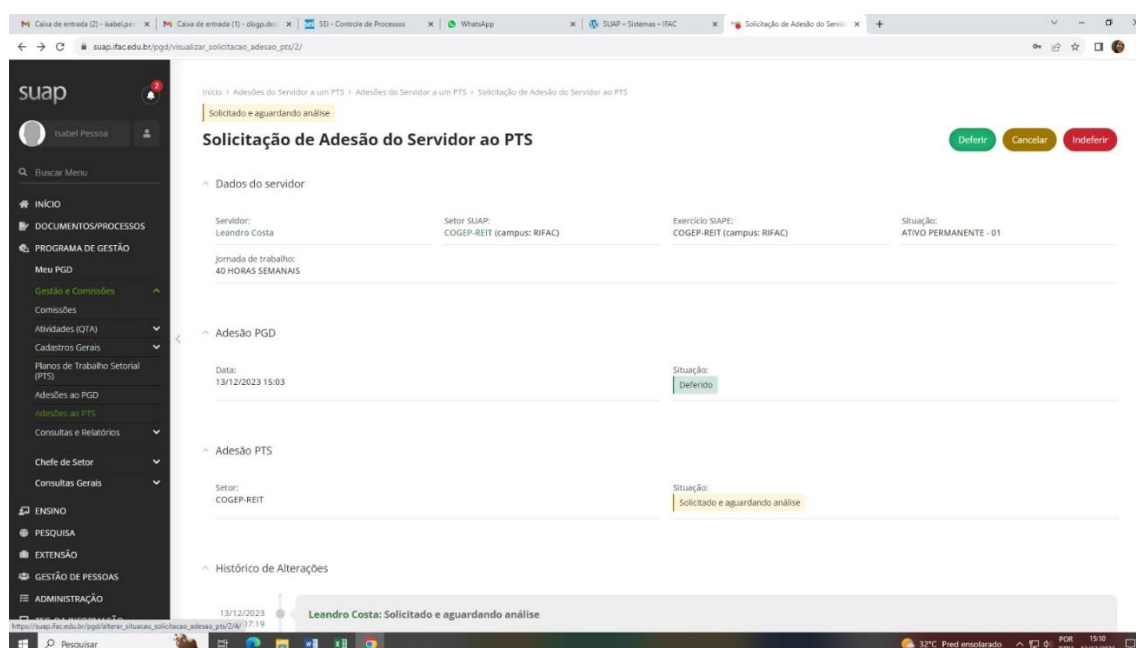 Caixa de entrada (2) - isabel.pes
Caixa de entrada (1) - disgp.dec
SEI - Controle de Processos
WhatsApp
SUAP – Sistemas – IFAC
Solicitação de Adesão do Servid
suap.ifac.edu.br/pgd/visualizar_solicitacao_adesao_pts/2/
suap
2
Isabel Pessoa
Buscar Menu
INÍCIO
DOCUMENTOS/PROCESSOS
PROGRAMA DE GESTÃO
Meu PGD
Gestão e Comissões
Comissões
Atividades (QTA)
Cadastros Gerais
Planos de Trabalho Setorial
(PTS)
Adesões ao PGD
Adesões ao PTS
Consultas e Relatórios
Chefe de Setor
Consultas Gerais
ENSINO
PESQUISA
EXTENSÃO
GESTÃO DE PESSOAS
ADMINISTRAÇÃO
Início > Adesões do Servidor a um PTS > Adesões do Servidor a um PTS > Solicitação de Adesão do Servidor ao PTS
Solicitado e aguardando análise
Solicitação de Adesão do Servidor ao PTS
Deferir Cancelar Indeferir
Dados do servidor
Servidor: Setor SUAP: Exercício SIAPE: Situação:
Leandro Costa COGEP-REIT (campus: RIFAC) COGEP-REIT (campus: RIFAC) ATIVO PERMANENTE - 01
Jornada de trabalho:
40 HORAS SEMANAIS
Adesão PGD
Data: Situação:
13/12/2023 15:03 Deferido
Adesão PTS
Setor: Situação:
COGEP-REIT Solicitado e aguardando análise
Histórico de Alterações
13/12/2023 Leandro Costa: Solicitado e aguardando análise
07:19
https://suap.ifac.edu.br/pgd/alterar_situacao_solicitacao_adesao_pts/2/4/
Pesquisar
32°C Pred ensolarado
POR 15:10